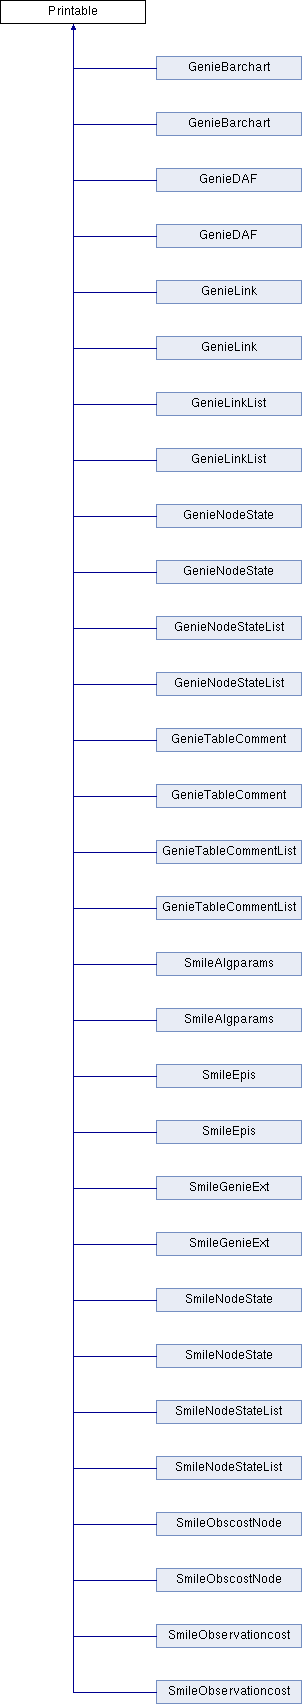 Printable
GenieBarchart
GenieBarchart
GenieDAF
GenieDAF
GenieLink
GenieLink
GenieLinkList
GenieLinkList
GenieNodeState
GenieNodeState
GenieNodeStateList
GenieNodeStateList
GenieTableComment
GenieTableComment
GenieTableCommentList
GenieTableCommentList
SmileAlgparams
SmileAlgparams
SmileEpis
SmileEpis
SmileGenieExt
SmileGenieExt
SmileNodeState
SmileNodeState
SmileNodeStateList
SmileNodeStateList
SmileObscostNode
SmileObscostNode
SmileObservationcost
SmileObservationcost